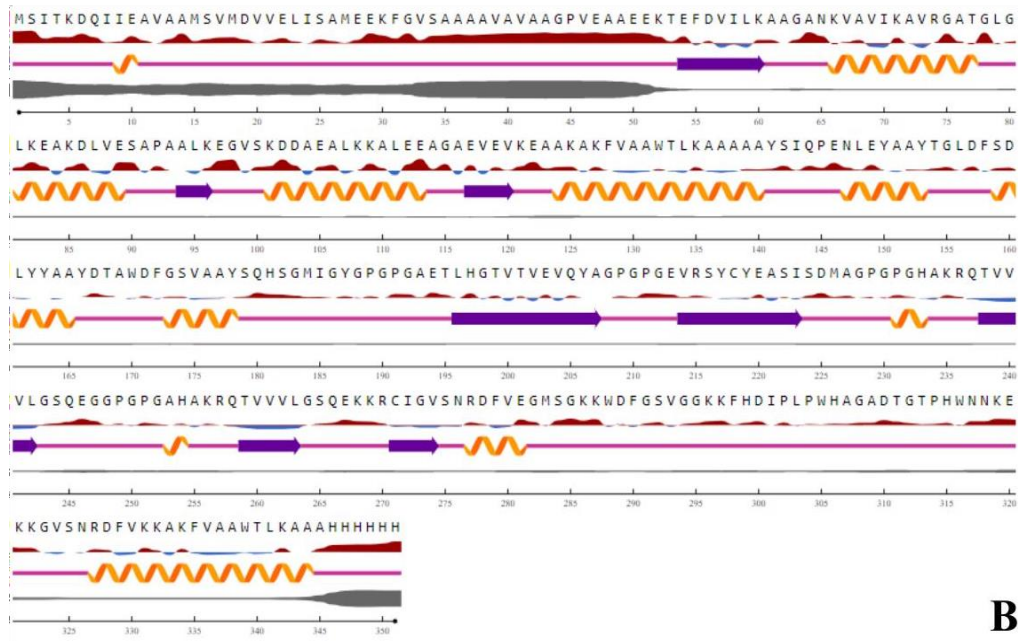 MSITKDQIIEAVAAMSVMDVVELISAMEEKFGVSAAAAVAVAAGPVEAAEEKTEFDVILKAAGANKVAVIKAVRGATGLG
5 10 15 20 25 30 35 40 45 50 55 60 65 70 75 80
LKEAKDLVESAPAALKEGVSKDDAEALKKALEEAGAEVEVKEAAKAKFVAAWTLKAAAAAYSIQPENLEYAAYTGLDFSD
85 90 95 100 105 110 115 120 125 130 135 140 145 150 155 160
LYYAAYDTAWDFGSVAAYSQHSGMIGYGPGPGAETLHGTVTVEVQYAGPGPGEVRSYCYEASISDMAGPGPGHAKRQTVV
165 170 175 180 185 190 195 200 205 210 215 220 225 230 235 240
VLGSQEGGPGPGAHAKRQTVVVLGSQEKKRCIGVSNRDFVEGMSGKKWDFGSVGGKKFHDIPLPWHAGADTGTPHWNNKE
245 250 255 260 265 270 275 280 285 290 295 300 305 310 315 320
KKGVSNRDFVKKAKFVAAWTLKAAAHHHHHH
325 330 335 340 345 350
B